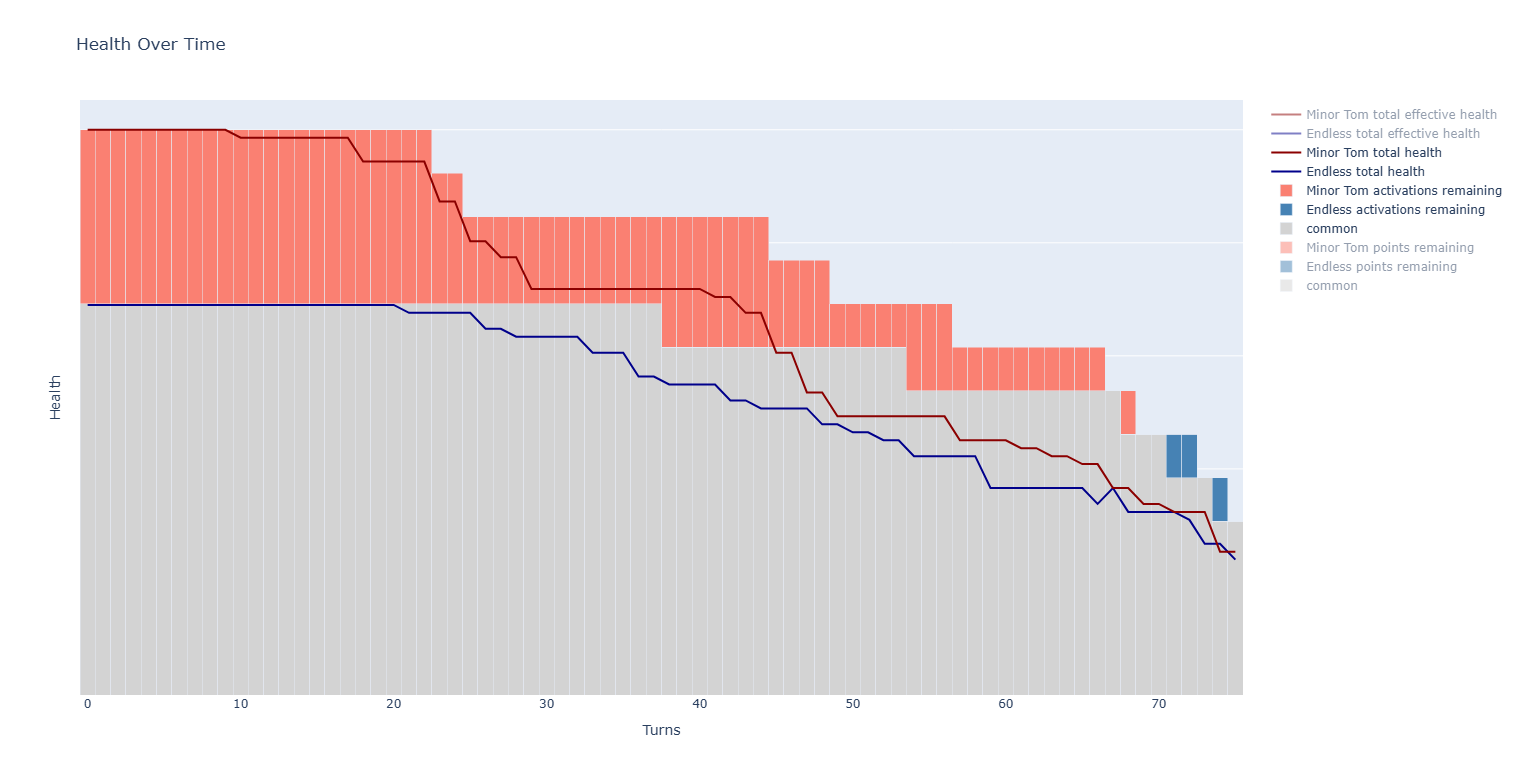 Health Over Time
Minor Tom total effective health
Endless total effective health
Minor Tom total health
Endless total health
Minor Tom activations remaining
Endless activations remaining
common
Minor Tom points remaining
Endless points remaining
common
Health
0 10 20 30 40 50 60 70
Turns